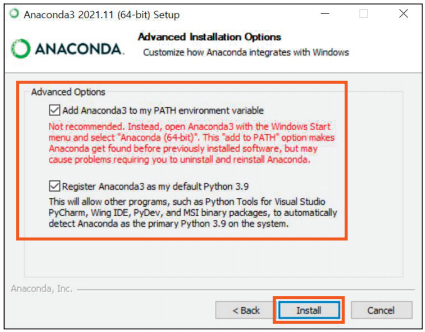 Anaconda3 2021.11 (64-bit) Setup
ANACONDA.
Advanced Installation Options
Customize how Anaconda integrates with Windows
Advanced Options
Add Anaconda3 to my PATH environment variable
Not recommended. Instead, open Anaconda3 with the Windows Start
menu and select "Anaconda (64-bit)". This "add to PATH" option makes
Anaconda get found before previously installed software, but may
cause problems requiring you to uninstall and reinstall Anaconda.
Register Anaconda3 as my default Python 3.9
This will allow other programs, such as Python Tools for Visual Studio
PyCharm, Wing IDE, PyDev, and MSI binary packages, to automatically
detect Anaconda as the primary Python 3.9 on the system.
Anaconda, Inc.
< Back
Install
Cancel